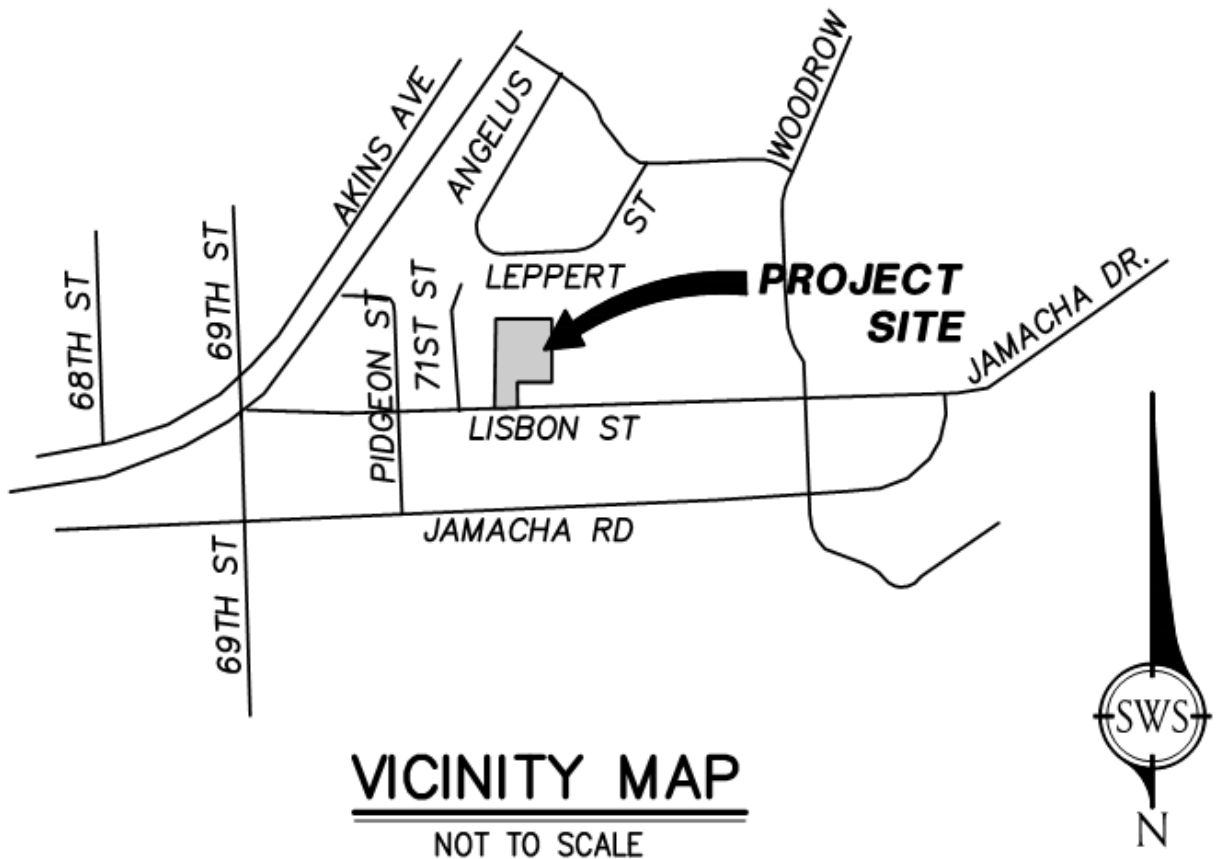 WOODROW
AKINS AVE
ANGELUS
ST
68TH ST
69TH ST
PIDGEON ST
71ST ST
LEPPERT
PROJECT
SITE
JAMACHA DR.
LISBON ST
JAMACHA RD
69TH ST
SWS
N
VICINITY MAP
NOT TO SCALE